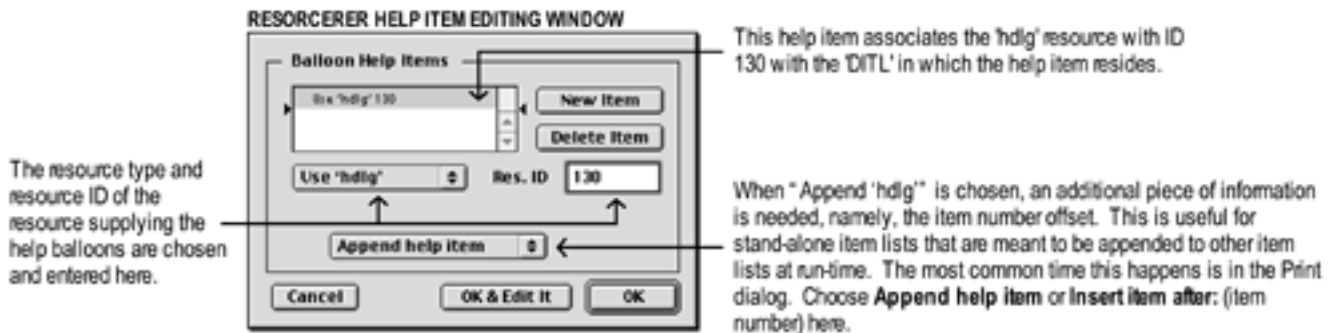 RESORCERER HELP ITEM EDITING WINDOW
Balloon Help Items
Use 'hdlg' 130
New Item
Delete Item
Use 'hdlg'
Res. ID
130
Append help item
Cancel
OK & Edit It
OK
This help item associates the 'hdlg' resource with ID
130 with the 'DITL' in which the help item resides.
The resource type and
resource ID of the
resource supplying the
help balloons are chosen
and entered here.
When “Append 'hdlg'” is chosen, an additional piece of information
is needed, namely, the item number offset. This is useful for
stand-alone item lists that are meant to be appended to other item
lists at run-time. The most common time this happens is in the Print
dialog. Choose Append help item or Insert item after: (item
number) here.